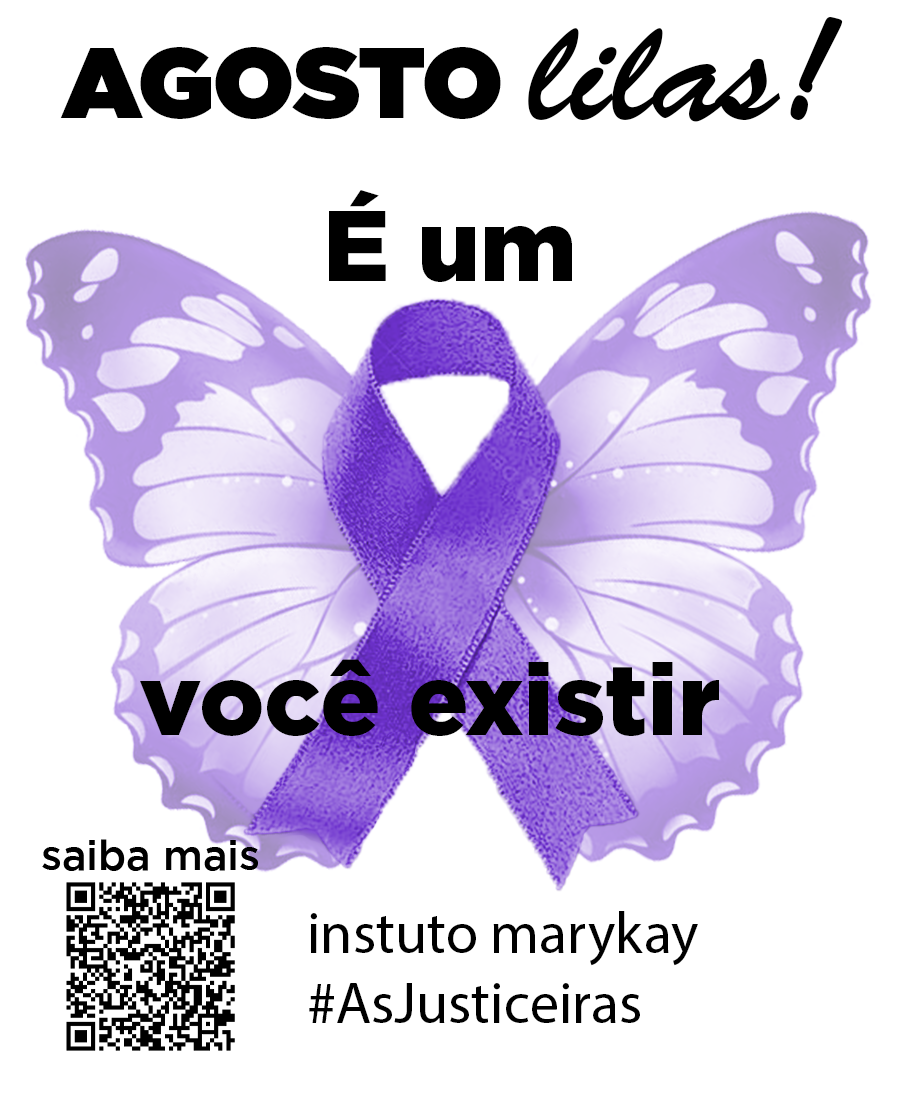 AGOSTO lilas!
É um
você existir
saiba mais
instuto marykay
#AsJusticeiras